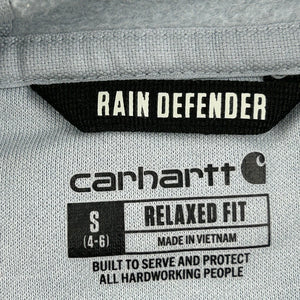 RAIN DEFENDER
carhartt
S
(4-6)
RELAXED FIT
MADE IN VIETNAM
BUILT TO SERVE AND PROTECT
ALL HARDWORKING PEOPLE